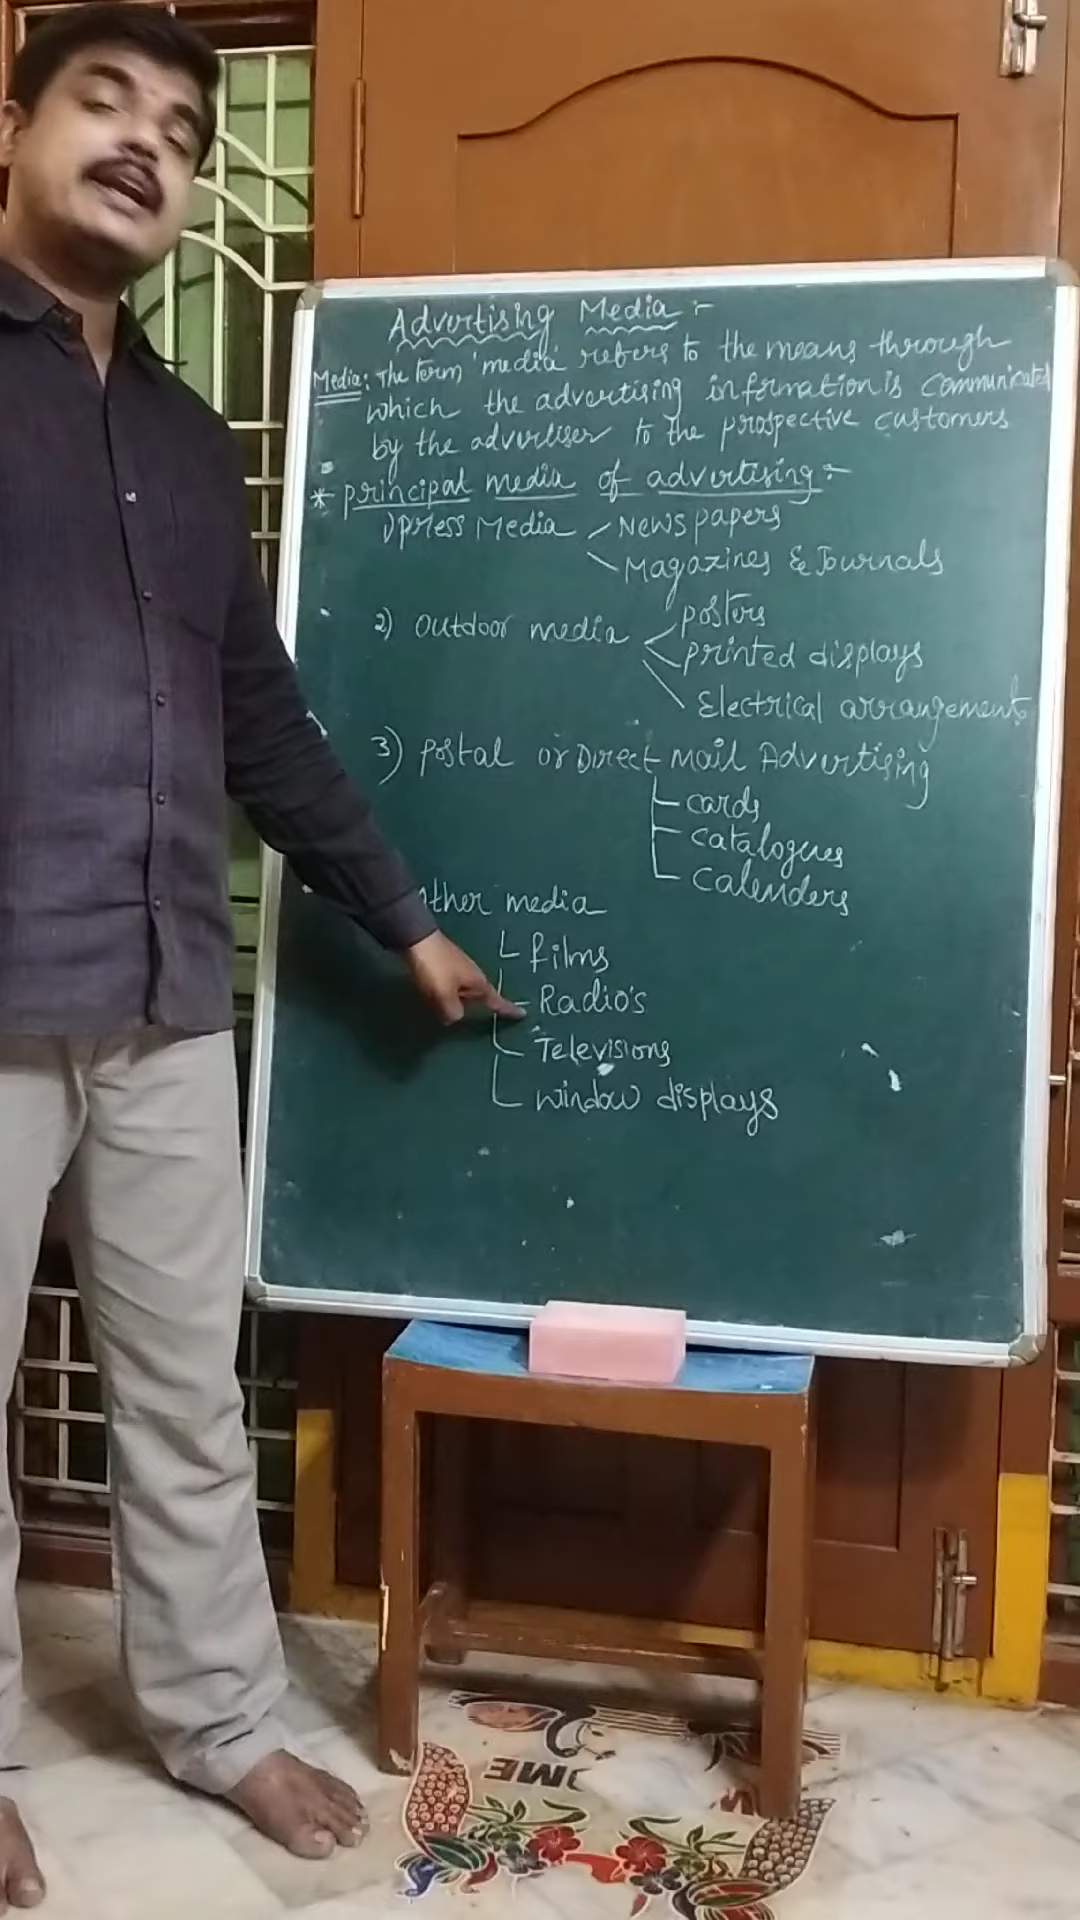 Advertising Media :-
Media: The term 'media' refers to the means through
which the advertising information is communicated
by the advertiser to the prospective customers
* principal media of advertising :-
1) press Media
News papers
Magazines & Journals
2) outdoor media
posters
printed displays
Electrical arrangements
3) postal or Direct mail Advertising
cards
catalogues
calenders
other media
films
Radio's
Televisions
window displays